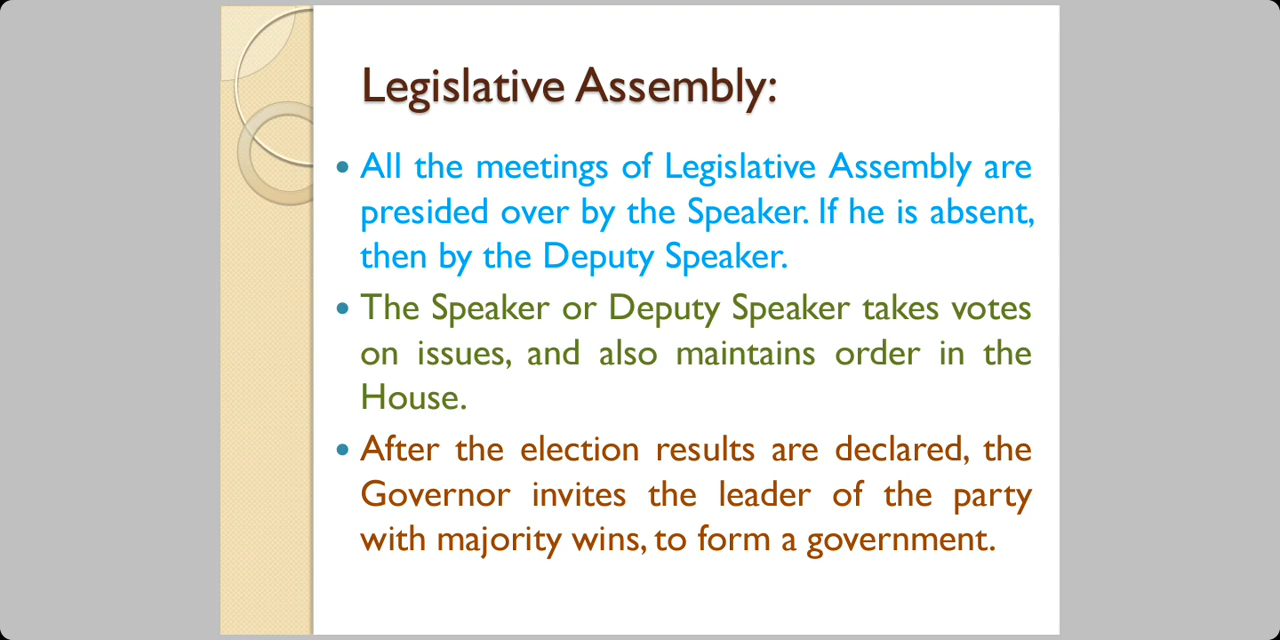 Legislative Assembly:
• All the meetings of Legislative Assembly are
presided over by the Speaker. If he is absent,
then by the Deputy Speaker.
• The Speaker or Deputy Speaker takes votes
on issues, and also maintains order in the
House.
• After the election results are declared, the
Governor invites the leader of the party
with majority wins, to form a government.